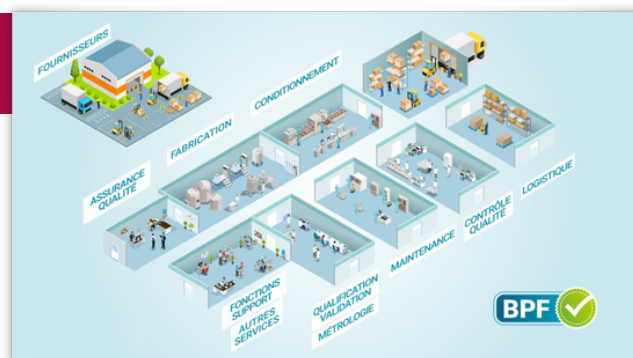 FOURNISSEURS
CONDITIONNEMENT
FABRICATION
ASSURANCE
QUALITÉ
LOGISTIQUE
CONTRÔLE
QUALITÉ
MAINTENANCE
QUALIFICATION
VALIDATION
MÉTROLOGIE
FONCTIONS
SUPPORT
AUTRES
SERVICES
BPF